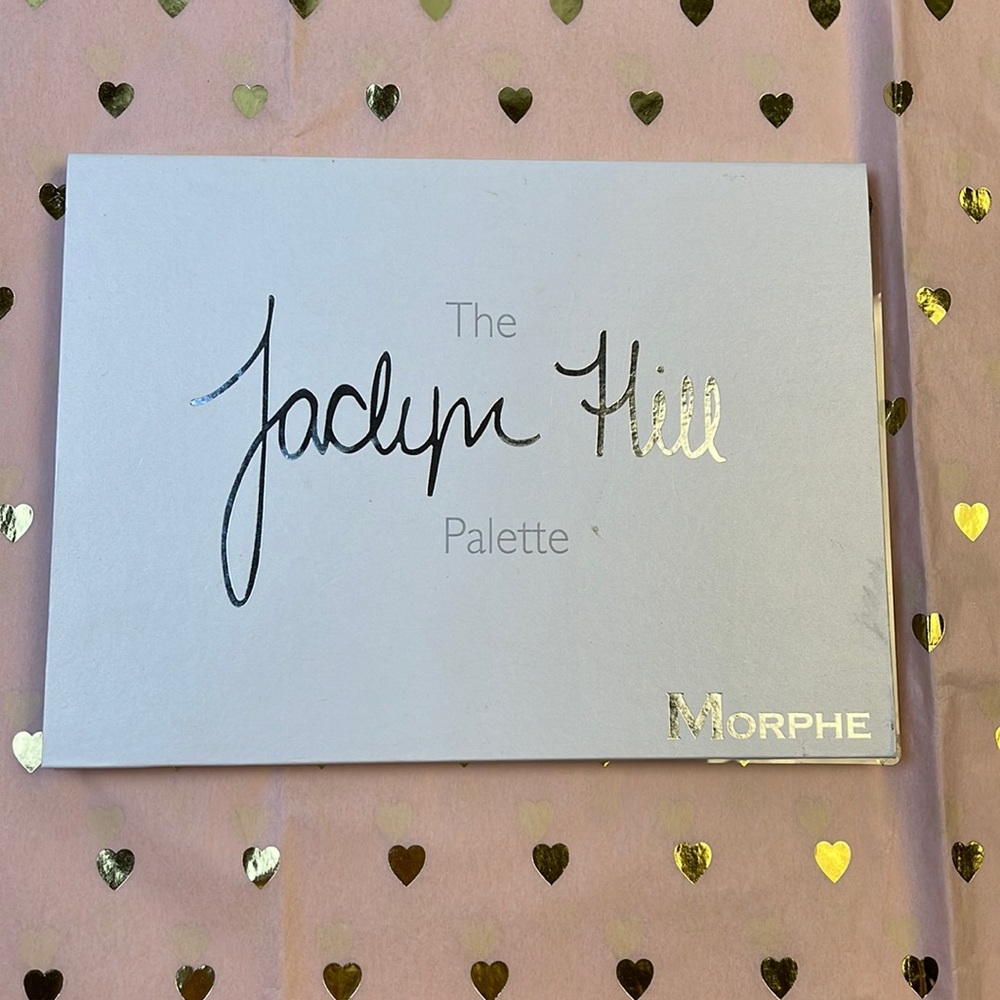 The
Jaclyn Hill
Palette
MORPHE